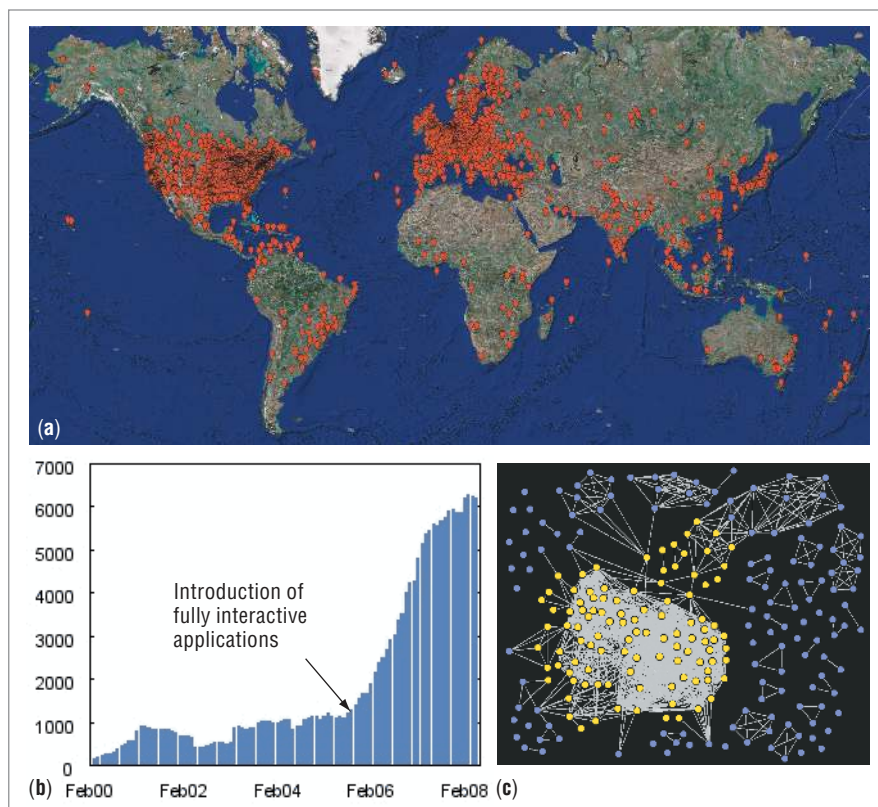 (a)
7000
6000
5000
4000
3000
2000
1000
0
Introduction of
fully interactive
applications
Feb00
Feb02
Feb04
Feb06
Feb08
(b)
(c)